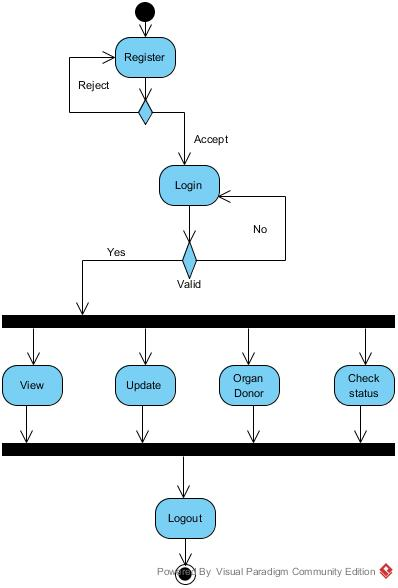 Register
Reject
Accept
Login
No
Yes
Valid
View
Update
Organ
Donor
Check
status
Logout
Powered By Visual Paradigm Community Edition